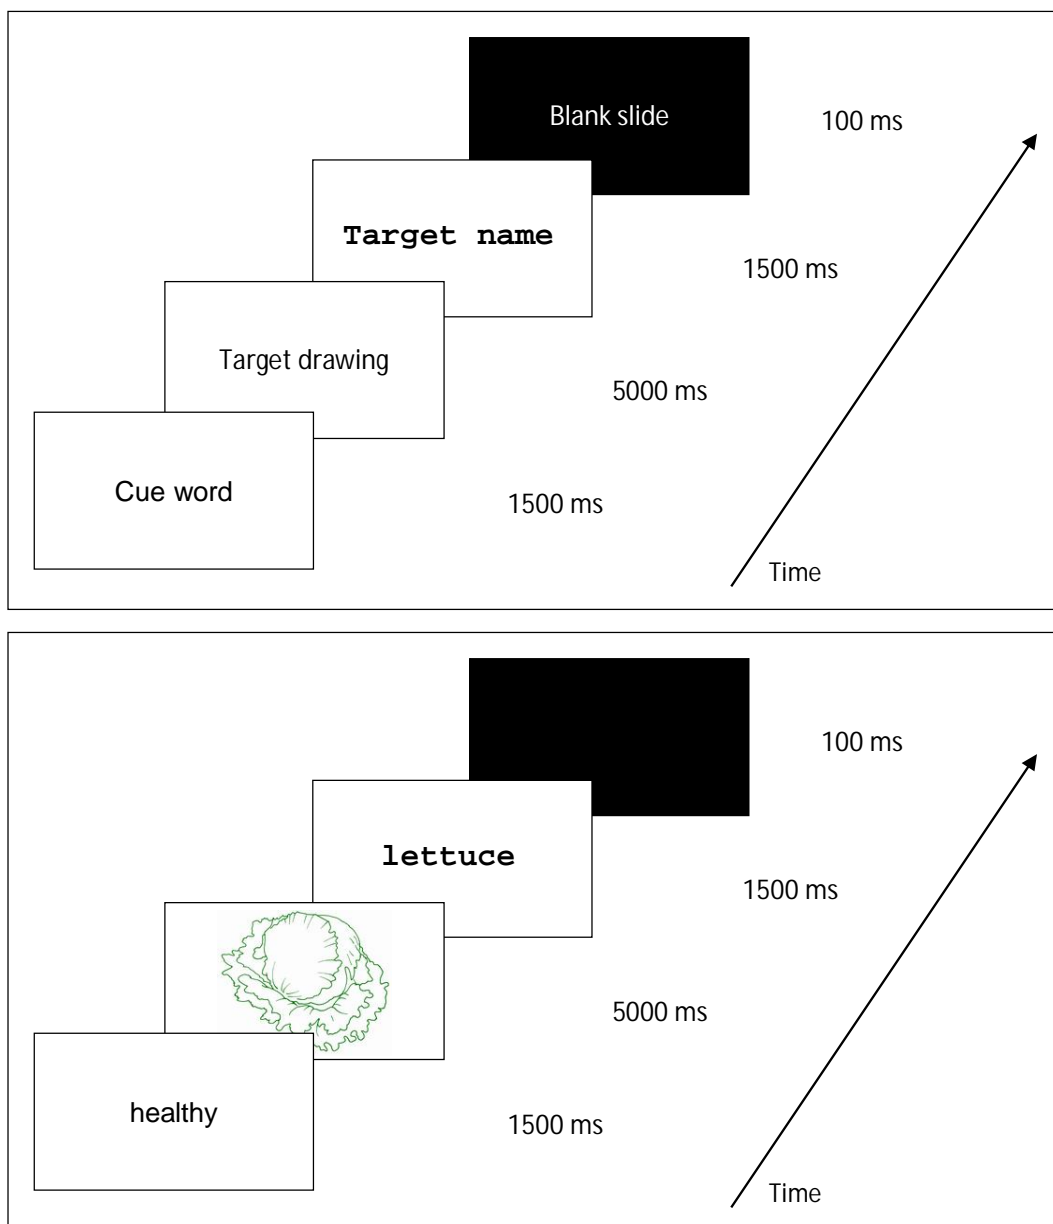 Blank slide
100 ms
Target name
1500 ms
Target drawing
5000 ms
Cue word
1500 ms
Time
100 ms
lettuce
1500 ms
5000 ms
healthy
1500 ms
Time